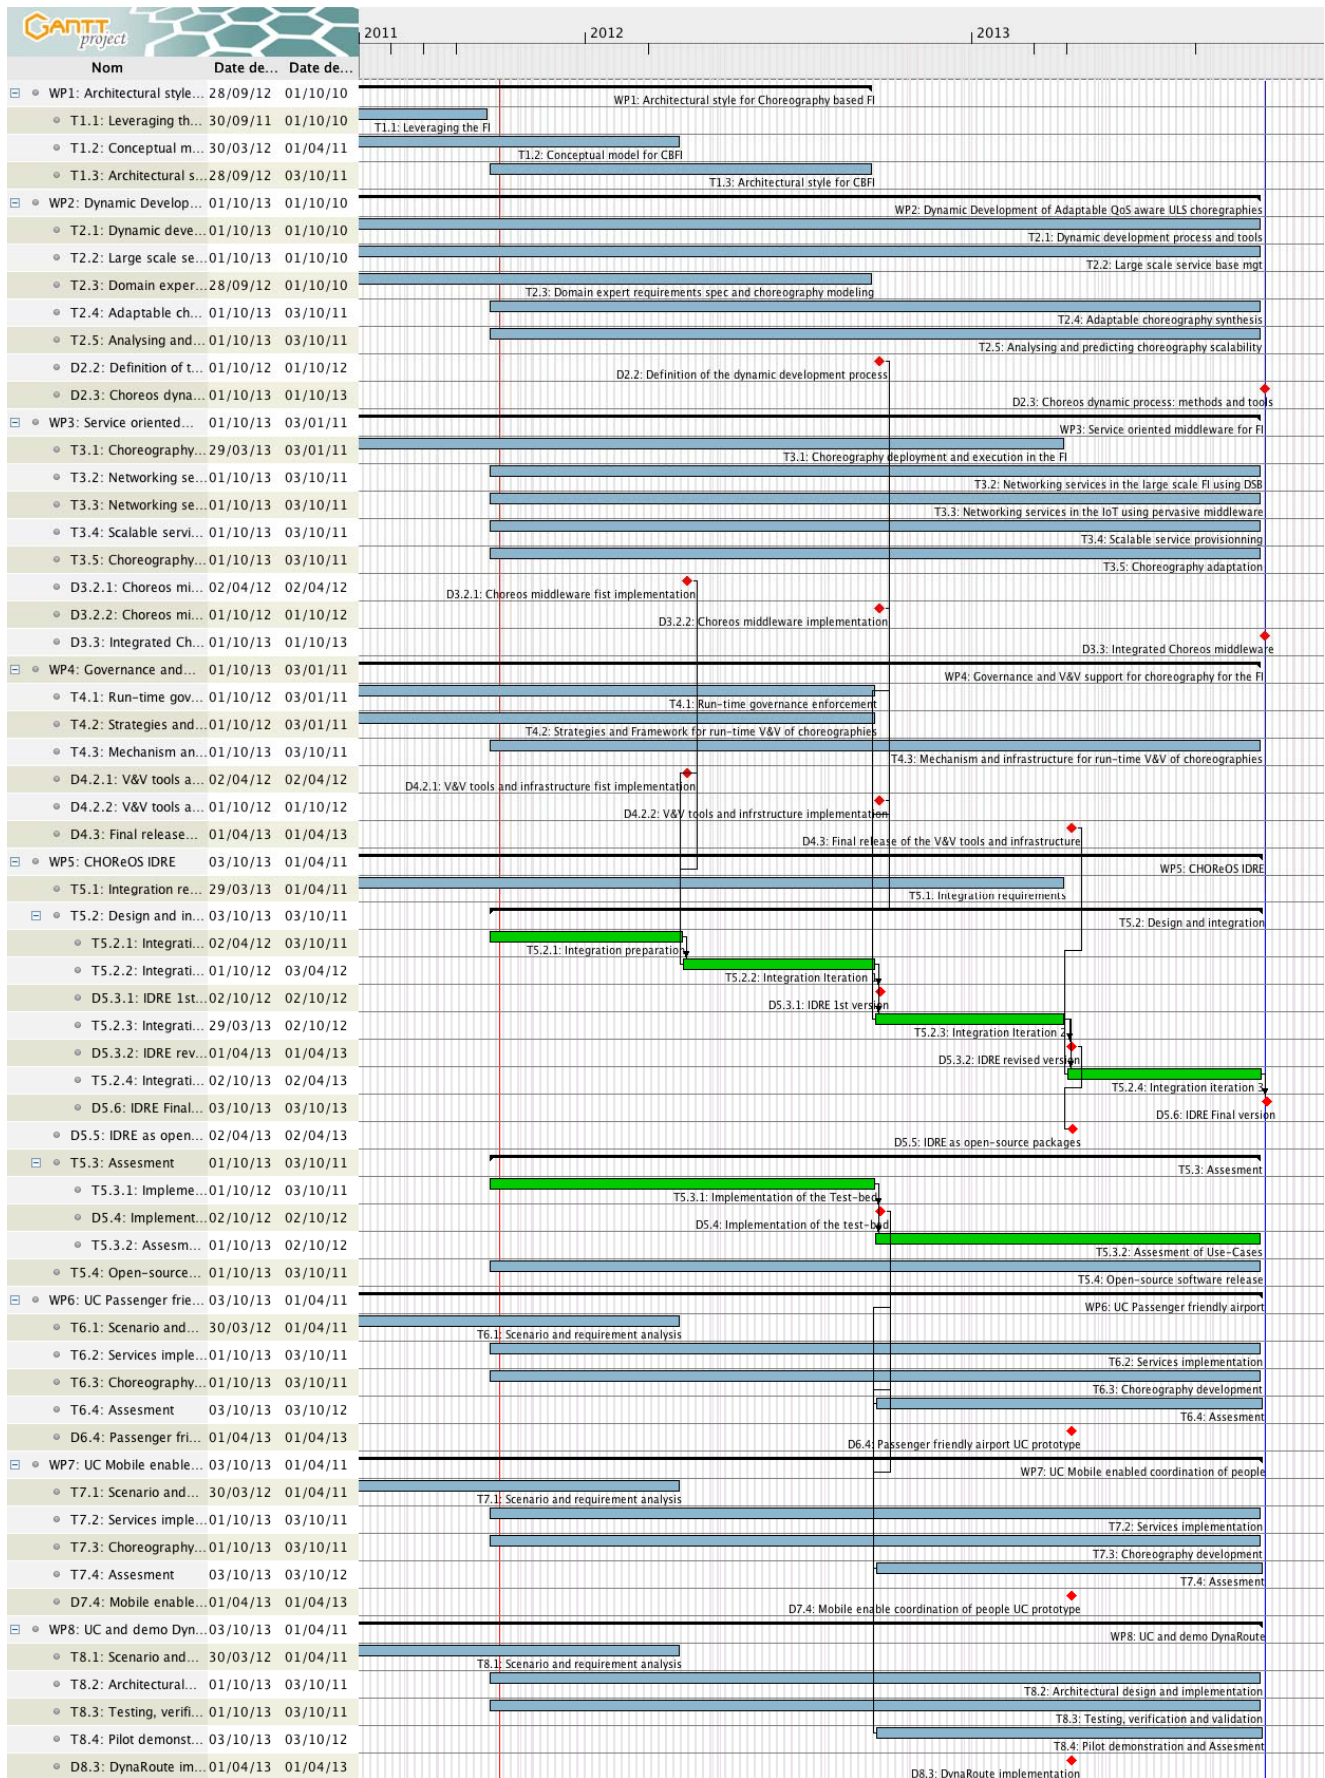 GANTT project
2011 2012 2013
Nom Date de... Date de...
WP1: Architectural style... 28/09/12 01/10/10
WP1: Architectural style for Choreography based FI
T1.1: Leveraging th... 30/09/11 01/10/10
T1.1: Leveraging the FI
T1.2: Conceptual m... 30/03/12 01/04/11
T1.2: Conceptual model for CBFI
T1.3: Architectural s... 28/09/12 03/10/11
T1.3: Architectural style for CBFI
WP2: Dynamic Develop... 01/10/13 01/10/10
WP2: Dynamic Development of Adaptable QoS aware ULS choregraphies
T2.1: Dynamic deve... 01/10/13 01/10/10
T2.1: Dynamic development process and tools
T2.2: Large scale se... 01/10/13 01/10/10
T2.2: Large scale service base mgt
T2.3: Domain exper... 28/09/12 01/10/10
T2.3: Domain expert requirements spec and choreography modeling
T2.4: Adaptable ch... 01/10/13 03/10/11
T2.4: Adaptable choreography synthesis
T2.5: Analysing and... 01/10/13 03/10/11
T2.5: Analysing and predicting choreography scalability
D2.2: Definition of t... 01/10/12 01/10/12
D2.2: Definition of the dynamic development process
D2.3: Choreos dyna... 01/10/13 01/10/13
D2.3: Choreos dynamic process: methods and tools
WP3: Service oriented... 01/10/13 03/01/11
WP3: Service oriented middleware for FI
T3.1: Choreography... 29/03/13 03/01/11
T3.1: Choreography deployment and execution in the FI
T3.2: Networking se... 01/10/13 03/10/11
T3.2: Networking services in the large scale FI using DSB
T3.3: Networking se... 01/10/13 03/10/11
T3.3: Networking services in the IoT using pervasive middleware
T3.4: Scalable servi... 01/10/13 03/10/11
T3.4: Scalable service provisionning
T3.5: Choreography... 01/10/13 03/10/11
T3.5: Choreography adaptation
D3.2.1: Choreos mi... 02/04/12 02/04/12
D3.2.1: Choreos middleware fist implementation
D3.2.2: Choreos mi... 01/10/12 01/10/12
D3.2.2: Choreos middleware implementation
D3.3: Integrated Ch... 01/10/13 01/10/13
D3.3: Integrated Choreos middleware
WP4: Governance and... 01/10/13 03/01/11
WP4: Governance and V&V support for choreography for the FI
T4.1: Run-time gov... 01/10/12 03/01/11
T4.1: Run-time governance enforcement
T4.2: Strategies and... 01/10/12 03/01/11
T4.2: Strategies and Framework for run-time V&V of choreographies
T4.3: Mechanism an... 01/10/13 03/10/11
T4.3: Mechanism and infrastructure for run-time V&V of choreographies
D4.2.1: V&V tools a... 02/04/12 02/04/12
D4.2.1: V&V tools and infrastructure fist implementation
D4.2.2: V&V tools a... 01/10/12 01/10/12
D4.2.2: V&V tools and infrstructure implementation
D4.3: Final release... 01/04/13 01/04/13
D4.3: Final release of the V&V tools and infrastructure
WP5: CHOReOS IDRE 03/10/13 01/04/11
WP5: CHOReOS IDRE
T5.1: Integration re... 29/03/13 01/04/11
T5.1: Integration requirements
T5.2: Design and in... 03/10/13 03/10/11
T5.2: Design and integration
T5.2.1: Integrati... 02/04/12 03/10/11
T5.2.1: Integration preparation
T5.2.2: Integrati... 01/10/12 03/04/12
T5.2.2: Integration Iteration
D5.3.1: IDRE 1st... 02/10/12 02/10/12
D5.3.1: IDRE 1st version
T5.2.3: Integrati... 29/03/13 02/10/12
T5.2.3: Integration Iteration 2
D5.3.2: IDRE rev... 01/04/13 01/04/13
D5.3.2: IDRE revised version
T5.2.4: Integrati... 02/10/13 02/04/13
T5.2.4: Integration iteration 3
D5.6: IDRE Final... 03/10/13 03/10/13
D5.6: IDRE Final version
D5.5: IDRE as open... 02/04/13 02/04/13
D5.5: IDRE as open-source packages
T5.3: Assesment 01/10/13 03/10/11
T5.3: Assesment
T5.3.1: Impleme... 01/10/12 03/10/11
T5.3.1: Implementation of the Test-bed
D5.4: Implement... 02/10/12 02/10/12
D5.4: Implementation of the test-bed
T5.3.2: Assesm... 01/10/13 02/10/12
T5.3.2: Assesment of Use-Cases
T5.4: Open-source... 01/10/13 03/10/11
T5.4: Open-source software release
WP6: UC Passenger frie... 03/10/13 01/04/11
WP6: UC Passenger friendly airport
T6.1: Scenario and... 30/03/12 01/04/11
T6.1: Scenario and requirement analysis
T6.2: Services imple... 01/10/13 03/10/11
T6.2: Services implementation
T6.3: Choreography... 01/10/13 03/10/11
T6.3: Choreography development
T6.4: Assesment 03/10/13 03/10/12
T6.4: Assesment
D6.4: Passenger fri... 01/04/13 01/04/13
D6.4: Passenger friendly airport UC prototype
WP7: UC Mobile enable... 03/10/13 01/04/11
WP7: UC Mobile enabled coordination of people
T7.1: Scenario and... 30/03/12 01/04/11
T7.1: Scenario and requirement analysis
T7.2: Services imple... 01/10/13 03/10/11
T7.2: Services implementation
T7.3: Choreography... 01/10/13 03/10/11
T7.3: Choreography development
T7.4: Assesment 03/10/13 03/10/12
T7.4: Assesment
D7.4: Mobile enable... 01/04/13 01/04/13
D7.4: Mobile enable coordination of people UC prototype
WP8: UC and demo Dyn... 03/10/13 01/04/11
WP8: UC and demo DynaRoute
T8.1: Scenario and... 30/03/12 01/04/11
T8.1: Scenario and requirement analysis
T8.2: Architectural... 01/10/13 03/10/11
T8.2: Architectural design and implementation
T8.3: Testing, verifi... 01/10/13 03/10/11
T8.3: Testing, verification and validation
T8.4: Pilot demonst... 03/10/13 03/10/12
T8.4: Pilot demonstration and Assesment
D8.3: DynaRoute im... 01/04/13 01/04/13
D8.3: DynaRoute implementation